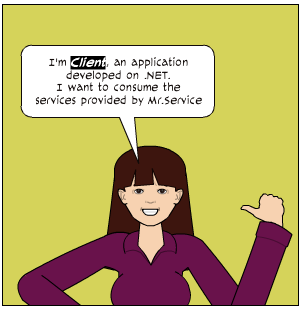 I'm Client, an application
developed on .NET.
I want to consume the
services provided by Mr.Service